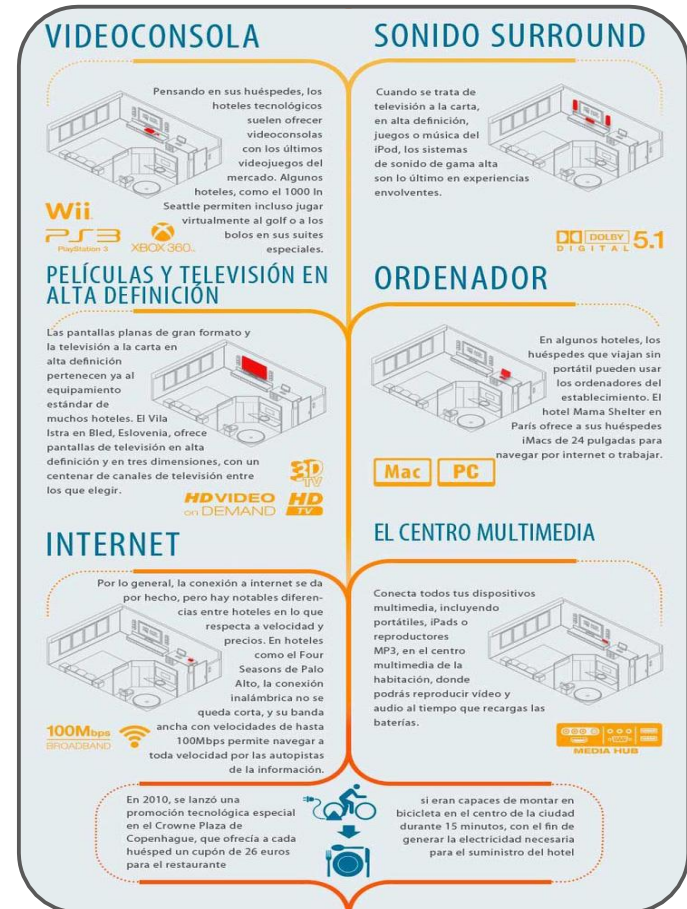 VIDEOCONSOLA
Pensando en sus huéspedes, los
hoteles tecnológicos
suelen ofrecer
videoconsolas
con los últimos
videojuegos del
mercado. Algunos
hoteles, como el 1000 In
Seattle permiten incluso jugar
virtualmente al golf o a los
bolos en sus suites
especiales.
Wii
PS3
PlayStation 3
XBOX 360
SONIDO SURROUND
Cuando se trata de
televisión a la carta,
en alta definición,
juegos o música del
iPod, los sistemas
de sonido de gama alta
son lo último en experiencias
envolventes.
DOLBY
DIGITAL 5.1
PELÍCULAS Y TELEVISIÓN EN
ALTA DEFINICIÓN
Las pantallas planas de gran formato y
la televisión a la carta en
alta definición
pertenecen ya al
equipamiento
estándar de
muchos hoteles. El Vila
Istra en Bled, Eslovenia, ofrece
pantallas de televisión en alta
definición y en tres dimensiones, con un
centenar de canales de televisión entre
los que elegir.
3D
TV
HD VIDEO
on DEMAND
HD
TV
ORDENADOR
En algunos hoteles, los
huéspedes que viajan sin
portátil pueden usar
los ordenadores del
establecimiento. El
hotel Mama Shelter en
París ofrece a sus huéspedes
iMacs de 24 pulgadas para
navegar por internet o trabajar.
Mac PC
INTERNET
Por lo general, la conexión a internet se da
por hecho, pero hay notables diferen-
cias entre hoteles en lo que
respecta a velocidad y
precios. En hoteles
como el Four
Seasons de Palo
Alto, la conexión
inalámbrica no se
queda corta, y su banda
ancha con velocidades de hasta
100Mbps permite navegar a
toda velocidad por las autopistas
de la información.
100Mbps
BROADBAND
EL CENTRO MULTIMEDIA
Conecta todos tus dispositivos
multimedia, incluyendo
portátiles, iPads o
reproductores
MP3, en el centro
multimedia de la
habitación, donde
podrás reproducir vídeo y
audio al tiempo que recargas las
baterías.
MEDIA HUB
En 2010, se lanzó una
promoción tecnológica especial
en el Crowne Plaza de
Copenhague, que ofrecía a cada
huésped un cupón de 26 euros
para el restaurante
si eran capaces de montar en
bicicleta en el centro de la ciudad
durante 15 minutos, con el fin de
generar la electricidad necesaria
para el suministro del hotel